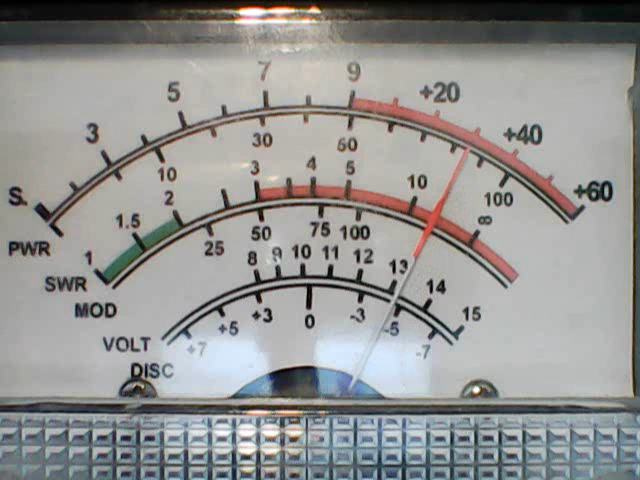 S. 3 5 7 9 +20 +40 +60
PWR 10 30 50 100
SWR 1 1.5 2 3 4 5 10 ∞
MOD 25 50 75 100
VOLT 8 9 10 11 12 13 14 15
DISC +7 +5 +3 0 -3 -5 -7